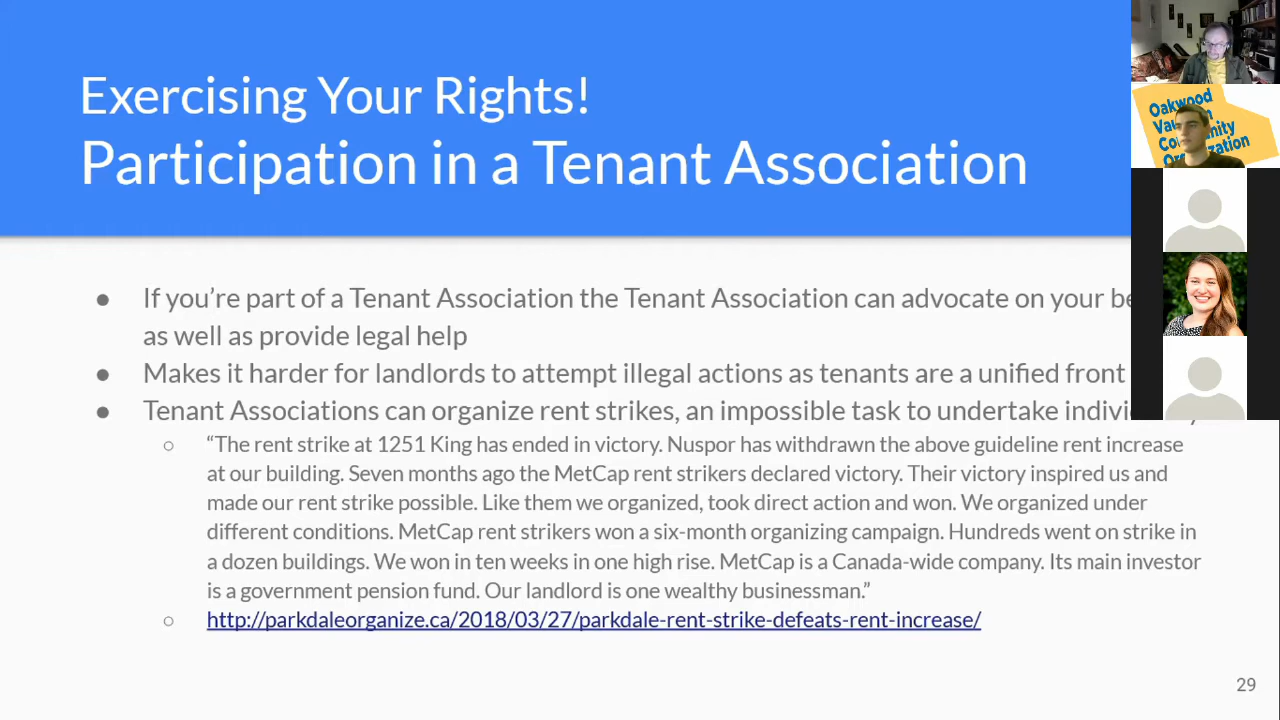 Exercising Your Rights!
Participation in a Tenant Association
Oakwood
● If you’re part of a Tenant Association the Tenant Association can advocate on your
as well as provide legal help
● Makes it harder for landlords to attempt illegal actions as tenants are a unified front
● Tenant Associations can organize rent strikes, an impossible task to undertake
○ “The rent strike at 1251 King has ended in victory. Nuspor has withdrawn the above guideline rent increase
at our building. Seven months ago the MetCap rent strikers declared victory. Their victory inspired us and
made our rent strike possible. Like them we organized, took direct action and won. We organized under
different conditions. MetCap rent strikers won a six-month organizing campaign. Hundreds went on strike in
a dozen buildings. We won in ten weeks in one high rise. MetCap is a Canada-wide company. Its main investor
is a government pension fund. Our landlord is one wealthy businessman.”
○ http://parkdaleorganize.ca/2018/03/27/parkdale-rent-strike-defeats-rent-increase/
29